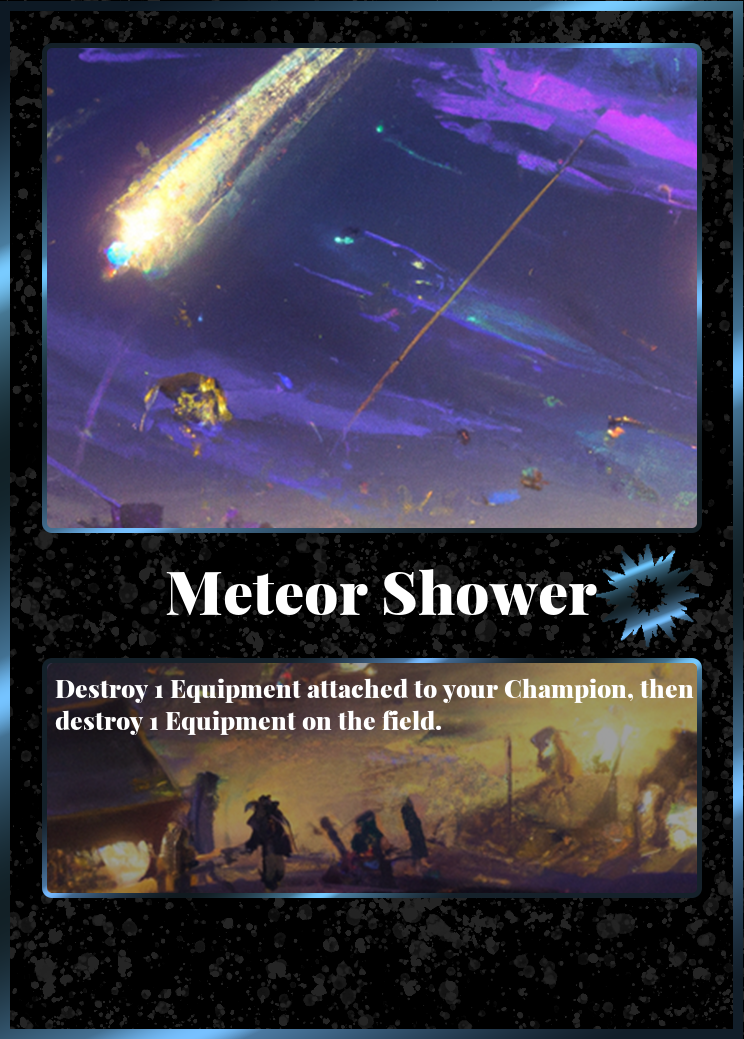 Meteor Shower
Destroy 1 Equipment attached to your Champion, then
destroy 1 Equipment on the field.